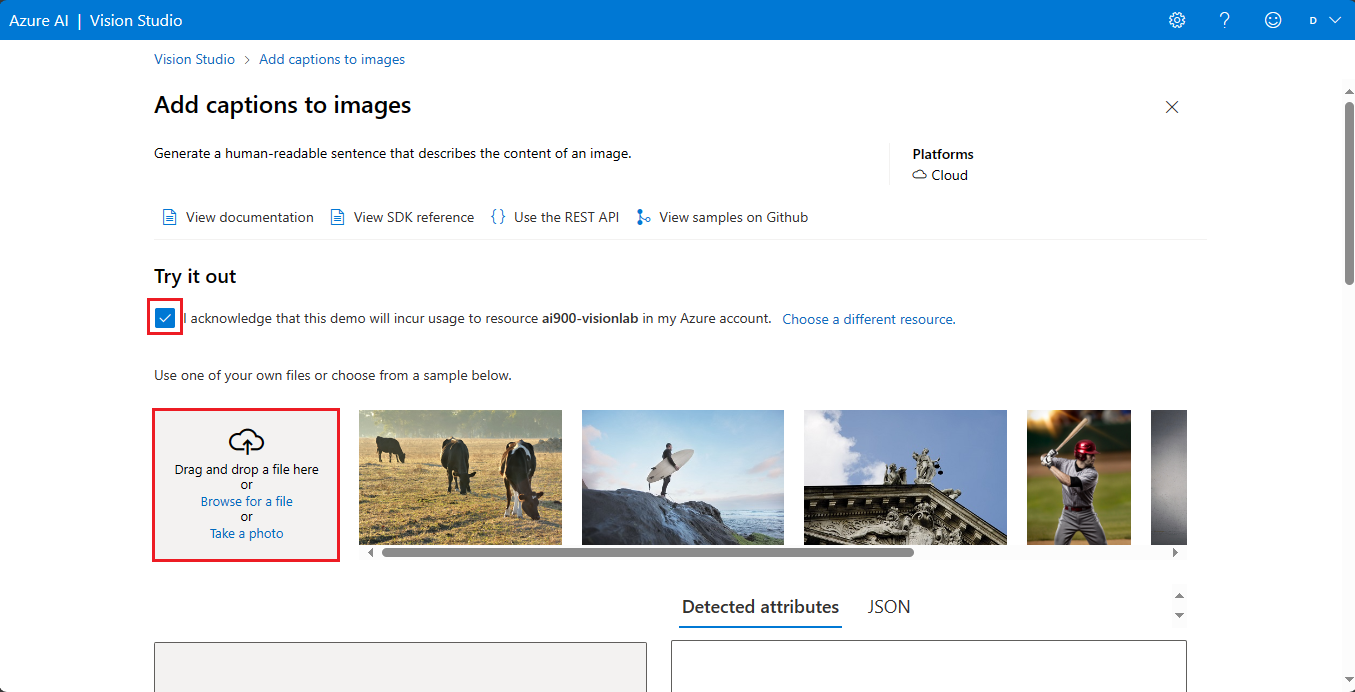 Azure AI | Vision Studio
D
Vision Studio > Add captions to images
Add captions to images
Generate a human-readable sentence that describes the content of an image.
Platforms
Cloud
View documentation
View SDK reference
{} Use the REST API
View samples on Github
Try it out
I acknowledge that this demo will incur usage to resource ai900-visionlab in my Azure account. Choose a different resource.
Use one of your own files or choose from a sample below.
Drag and drop a file here
or
Browse for a file
or
Take a photo
Detected attributes
JSON